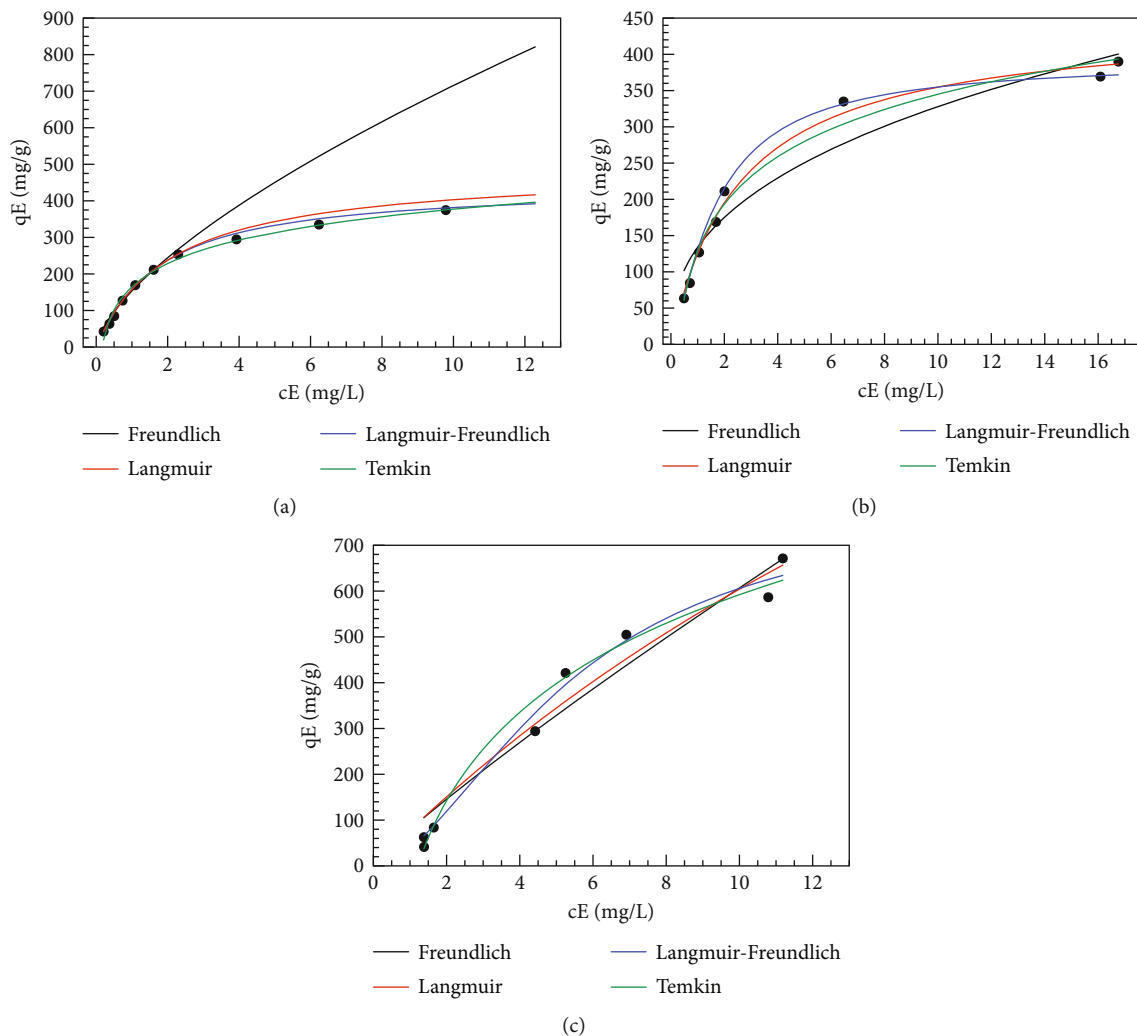 900
800
700
600
500
400
300
200
100
0
qE (mg/g)
0 2 4 6 8 10 12
cE (mg/L)
Freundlich
Langmuir
Langmuir-Freundlich
Temkin
(a)
450
400
350
300
250
200
150
100
50
0
qE (mg/g)
0 2 4 6 8 10 12 14 16
cE (mg/L)
Freundlich
Langmuir
Langmuir-Freundlich
Temkin
(b)
700
600
500
400
300
200
100
0
qE (mg/g)
0 2 4 6 8 10 12
cE (mg/L)
Freundlich
Langmuir
Langmuir-Freundlich
Temkin
(c)